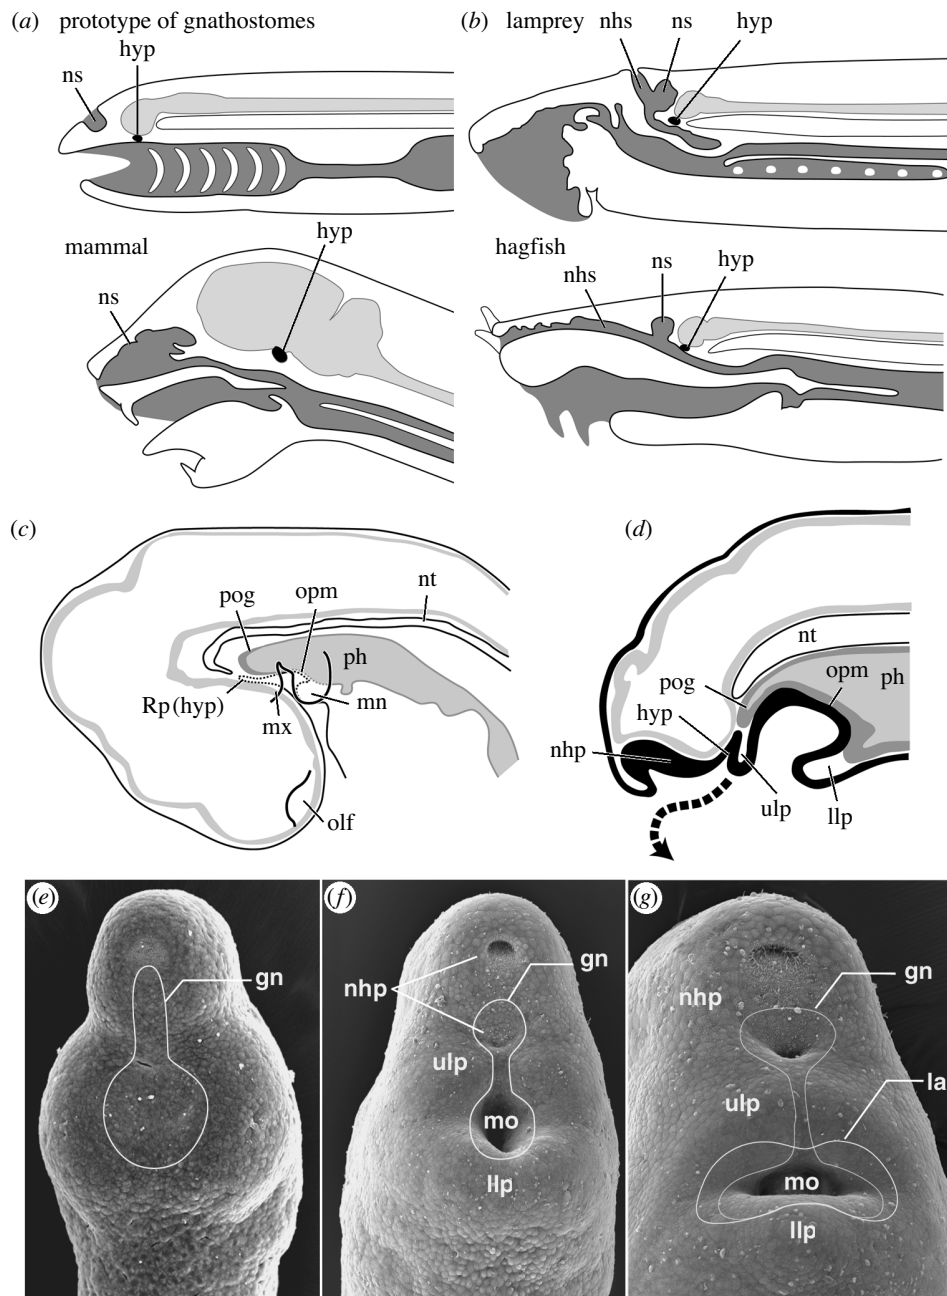 (a) prototype of gnathostomes
hyp
ns
(b) lamprey
nhs
ns
hyp
mammal
hyp
ns
hagfish
nhs
ns
hyp
(c)
pog
opm
nt
ph
Rp (hyp)
mx
mn
olf
(d)
nt
pog
opm
ph
hyp
nhp
ulp
llp
(e)
gn
(f)
nhp
gn
ulp
mo
llp
(g)
gn
nhp
la
ulp
mo
llp